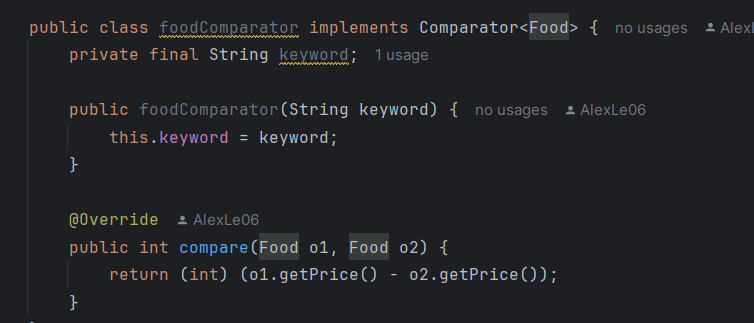 public class foodComparator implements Comparator<Food> { no usages AlexLe
private final String keyword; 1 usage
public foodComparator(String keyword) { no usages AlexLe06
this.keyword = keyword;
}
@Override AlexLe06
public int compare(Food o1, Food o2) {
return (int) (o1.getPrice() - o2.getPrice());
}